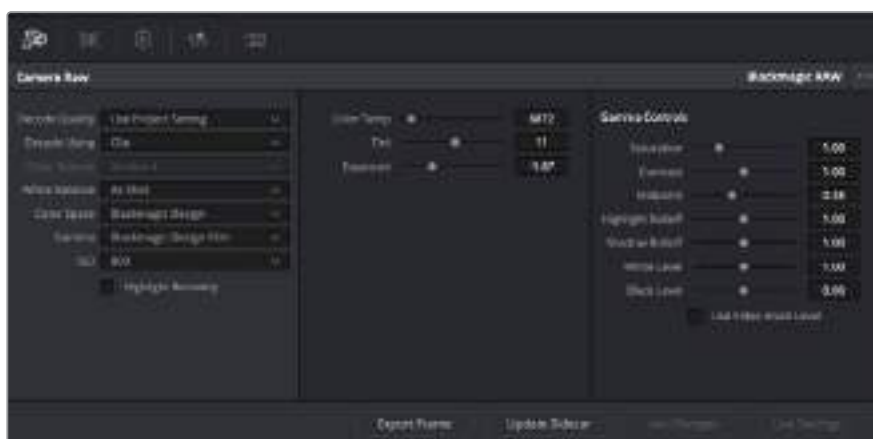 Camera Raw
Blackmagic RAW
Decode Quality Use Project Setting
Decode Using Clip
White Balance As Shot
Color Space Blackmagic Design
Gamma Blackmagic Design Film
ISO 800
Highlight Recovery
Color Temp
Tint 11
Exposure
Gamma Controls
Saturation 1.00
Contrast 1.00
Midpoint 0.38
Highlight Rolloff 1.00
Shadow Rolloff 1.00
White Level 1.00
Black Level
Use Video Black Level
Export Frame
Update Sidecar